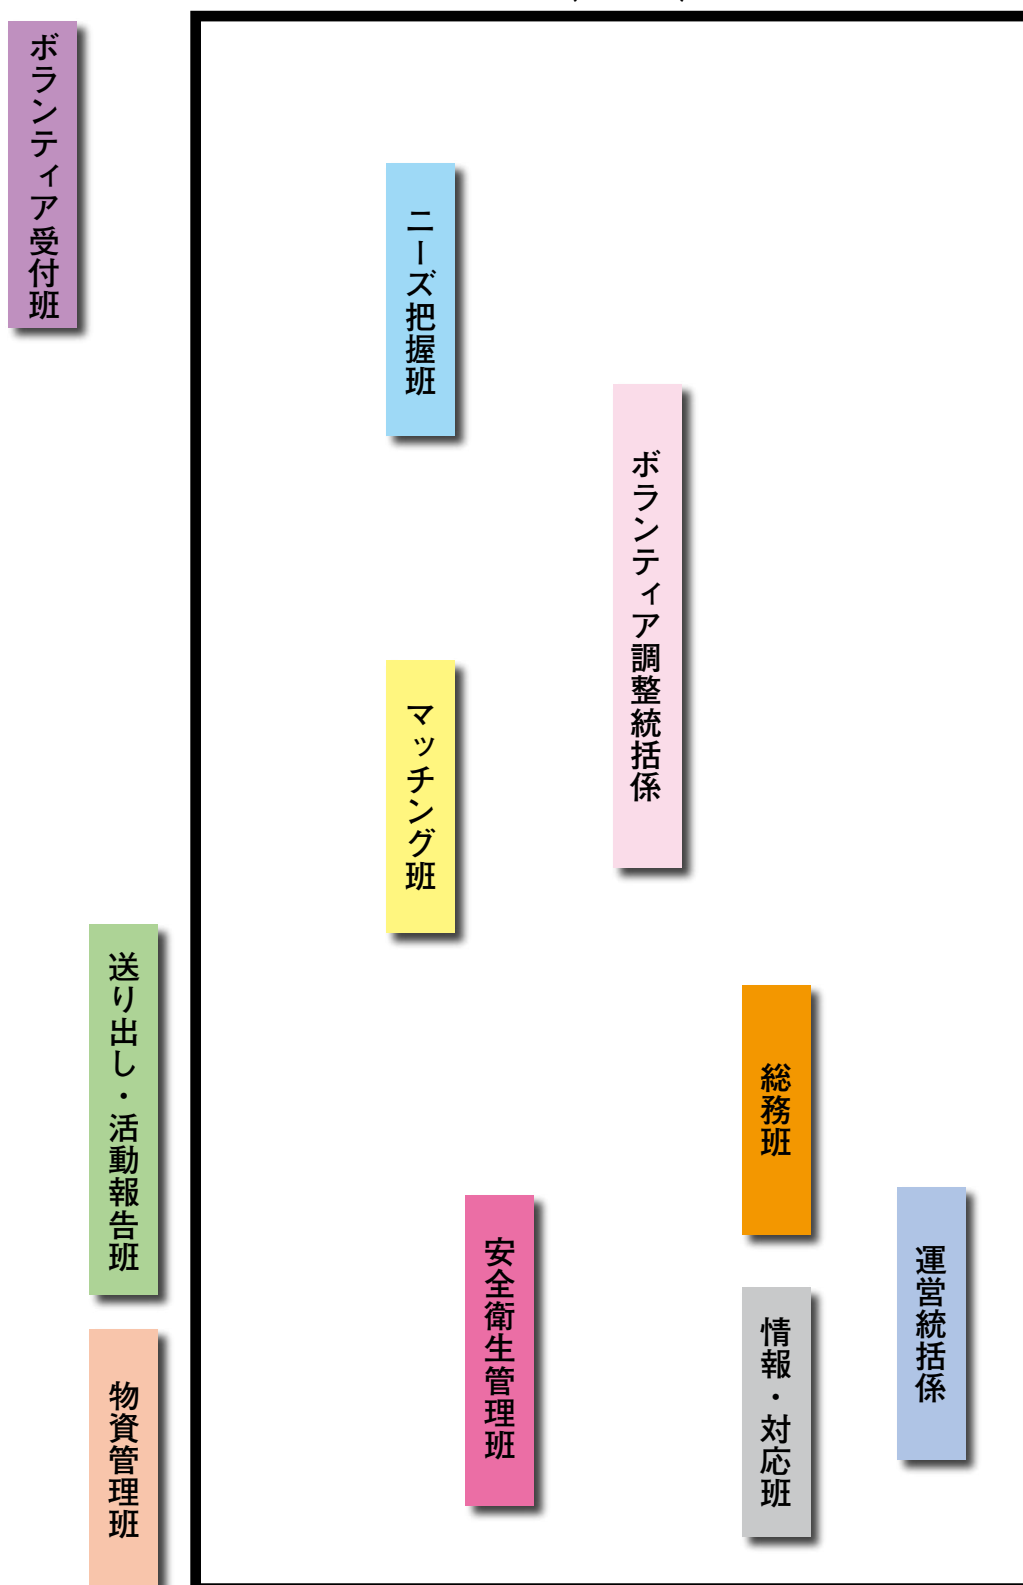 ボランティア受付班
ニーズ把握班
ボランティア調整統括係
マッチング班
送り出し・活動報告班
総務班
運営統括係
安全衛生管理班
情報・対応班
物資管理班